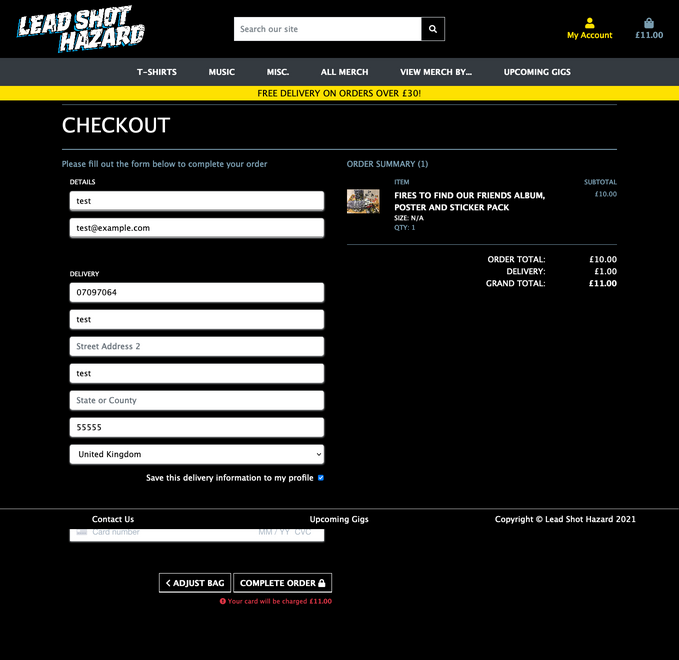 LEAD SHOT
HAZARD
Search our site
My Account
£11.00
T-SHIRTS
MUSIC
MISC.
ALL MERCH
VIEW MERCH BY...
UPCOMING GIGS
FREE DELIVERY ON ORDERS OVER £30!
CHECKOUT
Please fill out the form below to complete your order
DETAILS
test
test@example.com
DELIVERY
07097064
test
Street Address 2
test
State or County
55555
United Kingdom
Save this delivery information to my profile
ORDER SUMMARY (1)
ITEM
SUBTOTAL
FIRES TO FIND OUR FRIENDS ALBUM,
POSTER AND STICKER PACK
£10.00
SIZE: N/A
QTY: 1
ORDER TOTAL: £10.00
DELIVERY: £1.00
GRAND TOTAL: £11.00
Contact Us
Upcoming Gigs
Copyright © Lead Shot Hazard 2021
Card number
MM / YY CVC
ADJUST BAG
COMPLETE ORDER
Your card will be charged £11.00